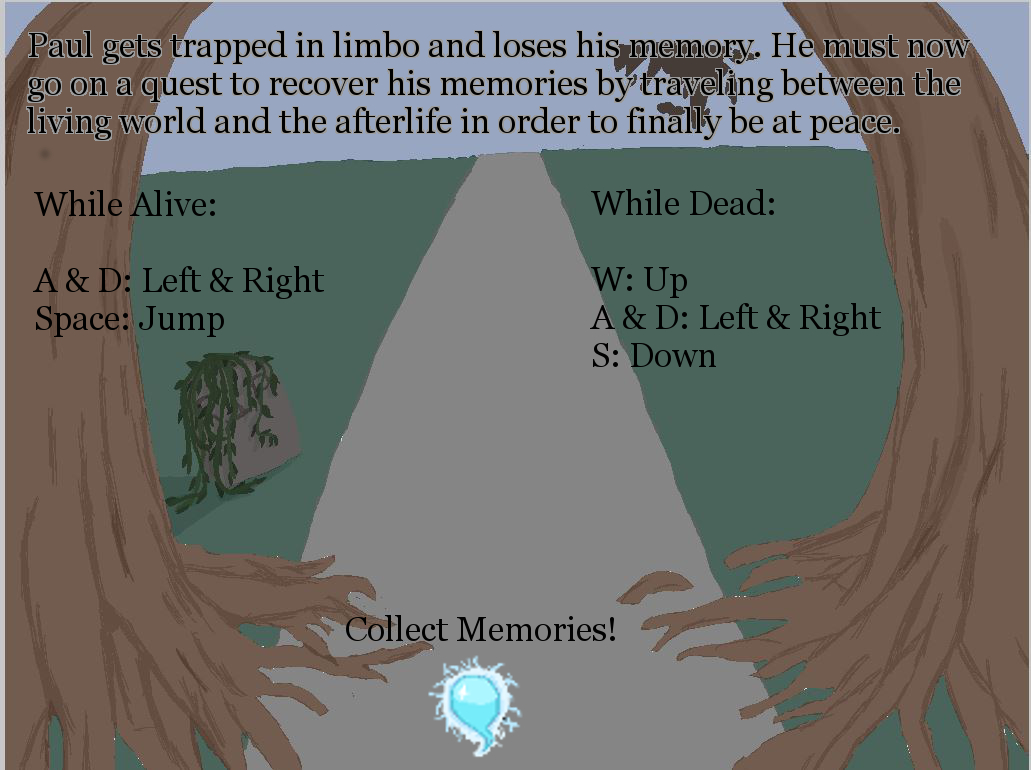 Paul gets trapped in limbo and loses his memory. He must now
go on a quest to recover his memories by traveling between the
living world and the afterlife in order to finally be at peace.
While Alive:
A & D: Left & Right
Space: Jump
While Dead:
W: Up
A & D: Left & Right
S: Down
Collect Memories!